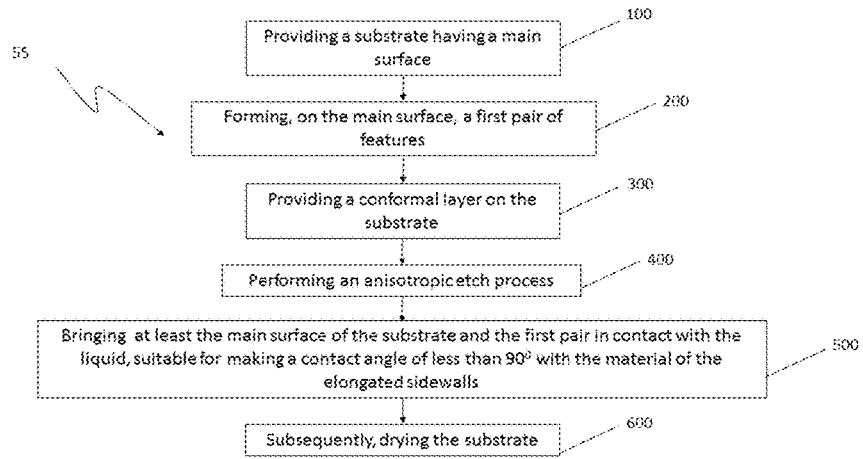 100
Providing a substrate having a main
surface
55
200
Forming, on the main surface, a first pair of
features
300
Providing a conformal layer on the
substrate
400
Performing an anisotropic etch process
Bringing at least the main surface of the substrate and the first pair in contact with the
liquid, suitable for making a contact angle of less than 90⁰ with the material of the
elongated sidewalls
500
600
Subsequently, drying the substrate